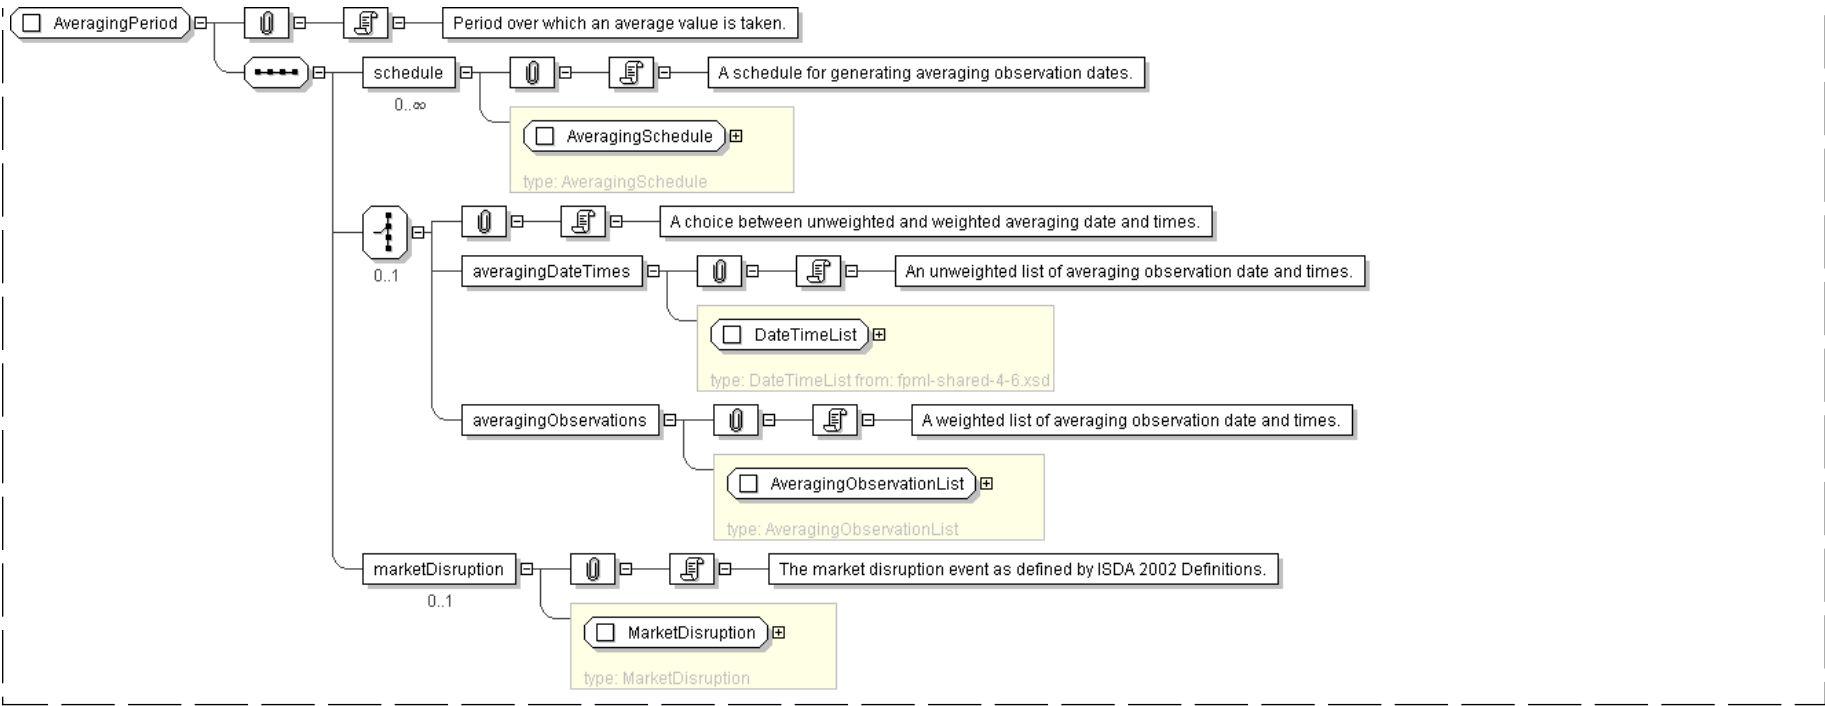 AveragingPeriod Period over which an average value is taken.
schedule A schedule for generating averaging observation dates.
0..∞
AveragingSchedule
type: AveragingSchedule
A choice between unweighted and weighted averaging date and times.
0..1
averagingDateTimes An unweighted list of averaging observation date and times.
DateTimeList
type: DateTimeList from: fpml-shared-4-6.xsd
averagingObservations A weighted list of averaging observation date and times.
AveragingObservationList
type: AveragingObservationList
marketDisruption The market disruption event as defined by ISDA 2002 Definitions.
0..1
MarketDisruption
type: MarketDisruption